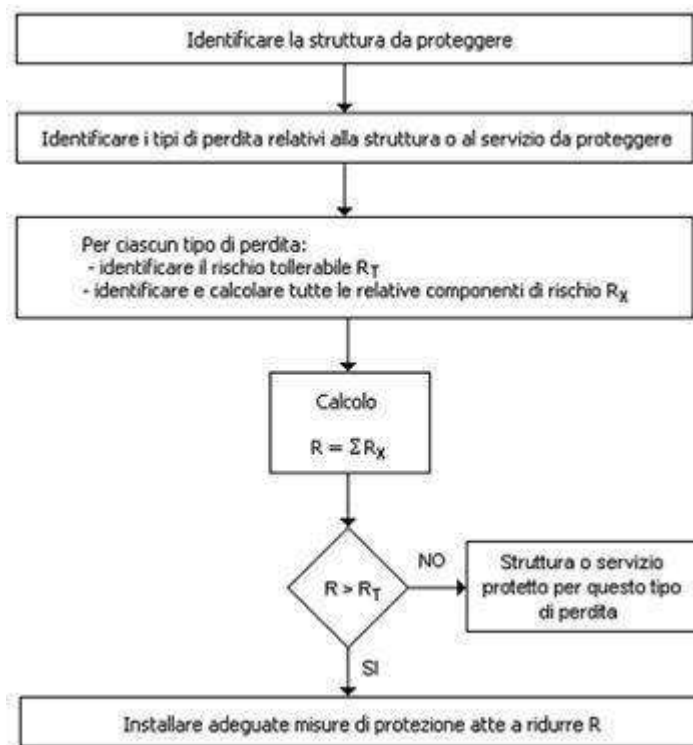 Identificare la struttura da proteggere
Identificare i tipi di perdita relativi alla struttura o al servizio da proteggere
Per ciascun tipo di perdita:
- identificare il rischio tollerabile R_T
- identificare e calcolare tutte le relative componenti di rischio R_X
Calcolo
R = ΣR_X
R > R_T
NO
Struttura o servizio
protetto per questo tipo
di perdita
SI
Installare adeguate misure di protezione atte a ridurre R